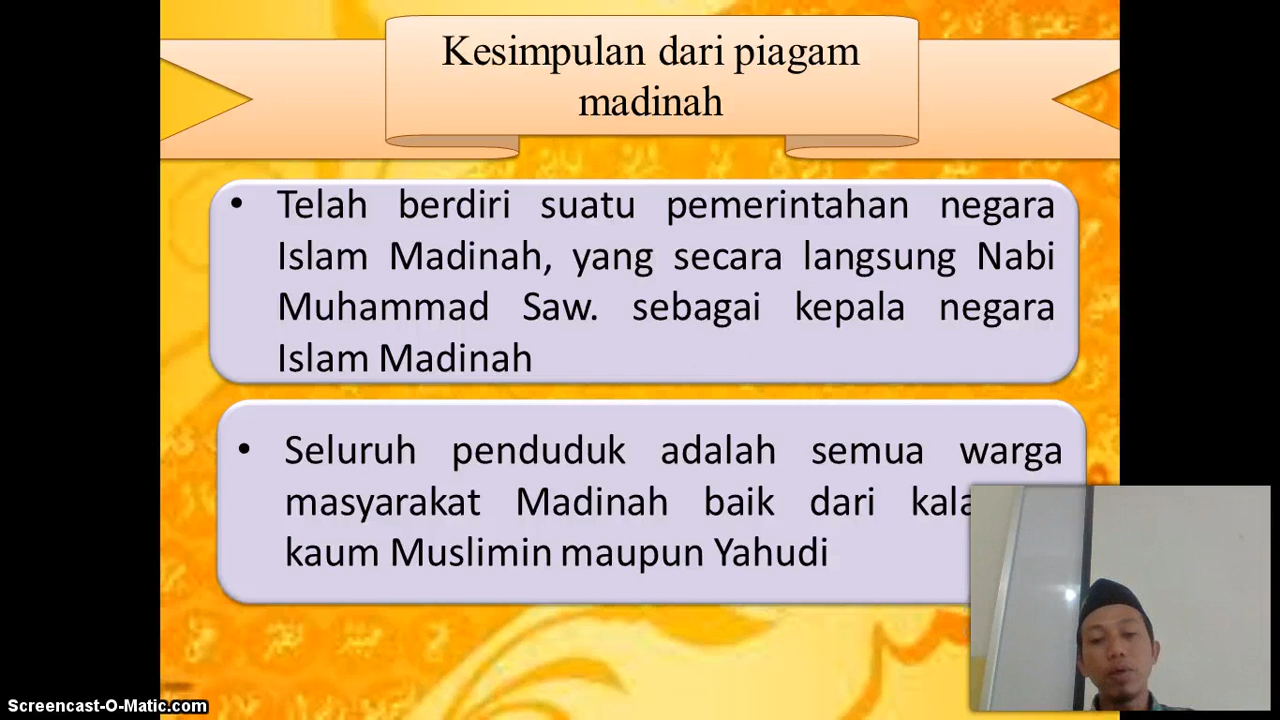 Kesimpulan dari piagam
madinah
• Telah berdiri suatu pemerintahan negara
Islam Madinah, yang secara langsung Nabi
Muhammad Saw. sebagai kepala negara
Islam Madinah
• Seluruh penduduk adalah semua warga
masyarakat Madinah baik dari
kaum Muslimin maupun Yahudi
Screencast-O-Matic.com